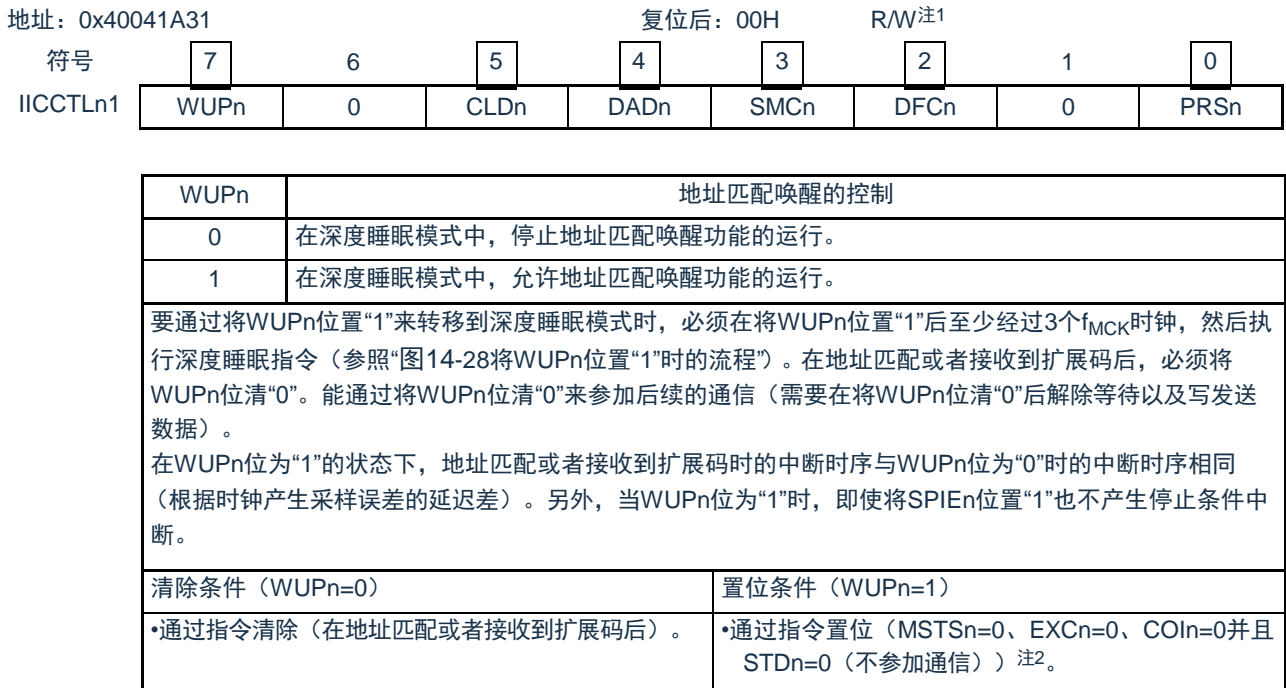 地址：0x40041A31 复位后：00H R/W注1
符号 7 6 5 4 3 2 1 0
IICCTLn1 WUPn 0 CLDn DADn SMCn DFCn 0 PRSn
WUPn 地址匹配唤醒的控制
0 在深度睡眠模式中，停止地址匹配唤醒功能的运行。
1 在深度睡眠模式中，允许地址匹配唤醒功能的运行。
要通过将WUPn位置“1”来转移到深度睡眠模式时，必须在将WUPn位置“1”后至少经过3个fMCK时钟，然后执
行深度睡眠指令（参照“图14-28将WUPn位置“1”时的流程”）。在地址匹配或者接收到扩展码后，必须将
WUPn位清“0”。能通过将WUPn位清“0”来参加后续的通信（需要在将WUPn位清“0”后解除等待以及写发送
数据）。
在WUPn位为“1”的状态下，地址匹配或者接收到扩展码时的中断时序与WUPn位为“0”时的中断时序相同
（根据时钟产生采样误差的延迟差）。另外，当WUPn位为“1”时，即使将SPIEn位置“1”也不产生停止条件中
断。
清除条件（WUPn=0） 置位条件（WUPn=1）
•通过指令清除（在地址匹配或者接收到扩展码后）。 •通过指令置位（MSTSn=0、EXCn=0、COIn=0并且
STDn=0（不参加通信））注2。